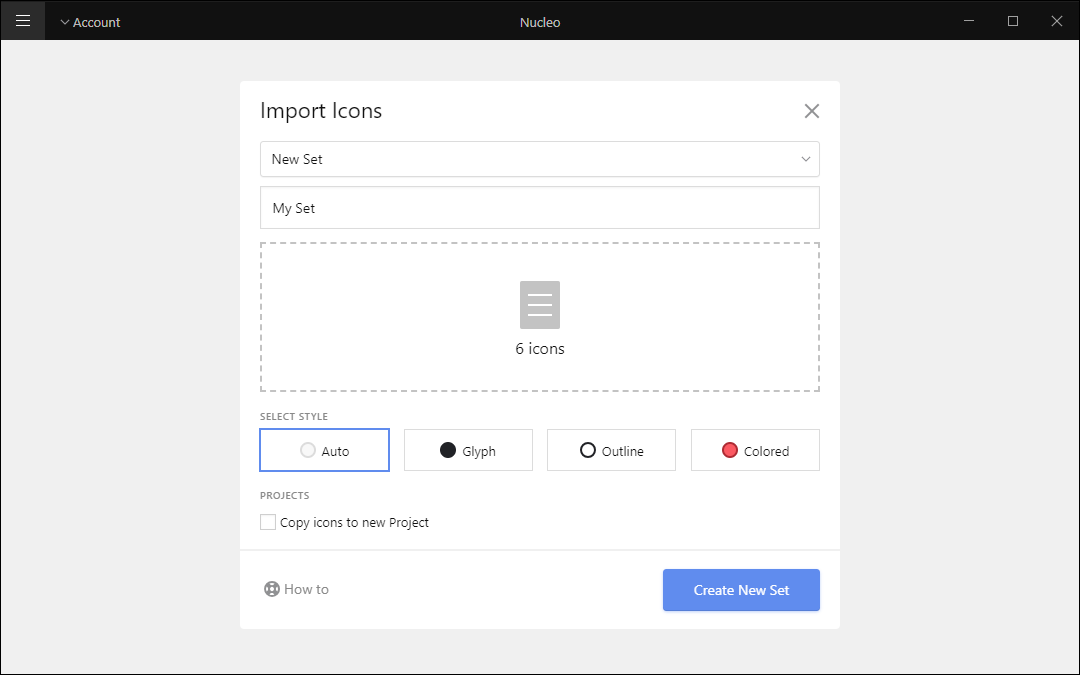 Account
Nucleo
Import Icons
New Set
My Set
6 icons
SELECT STYLE
Auto
Glyph
Outline
Colored
PROJECTS
Copy icons to new Project
How to
Create New Set